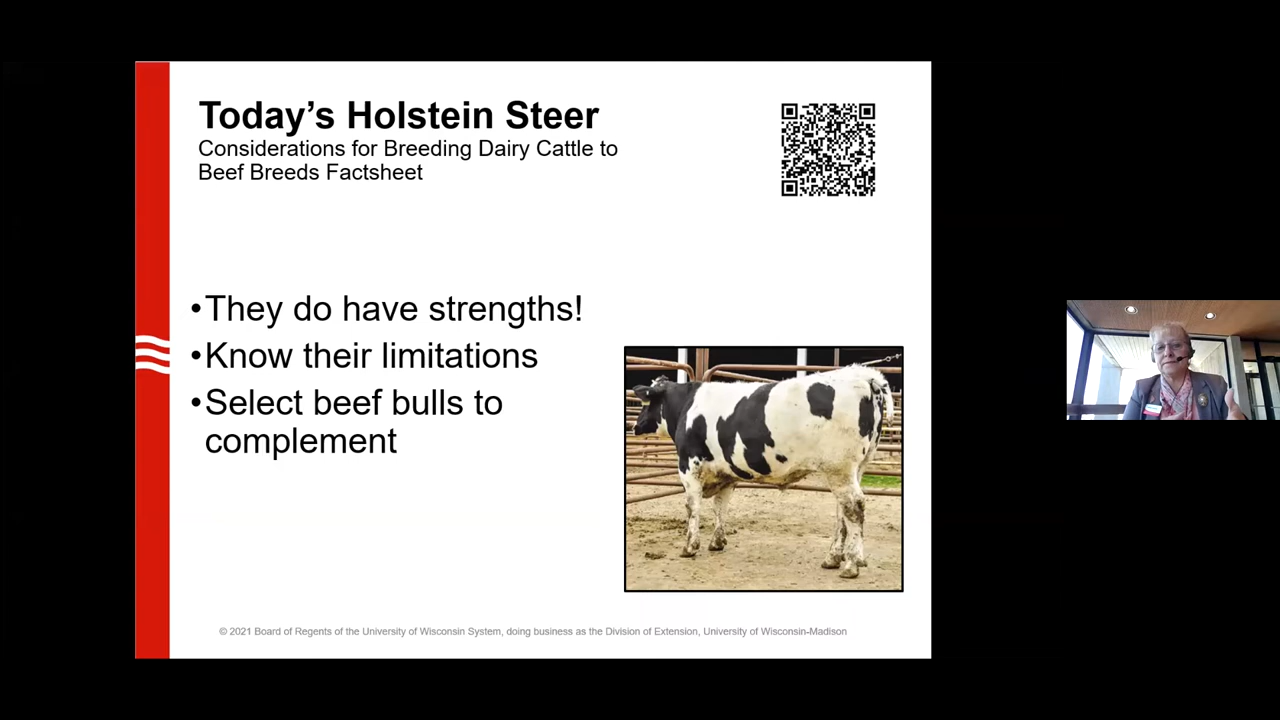 Today's Holstein Steer
Considerations for Breeding Dairy Cattle to
Beef Breeds Factsheet
•They do have strengths!
•Know their limitations
•Select beef bulls to
complement
© 2021 Board of Regents of the University of Wisconsin System, doing business as the Division of Extension, University of Wisconsin-Madison